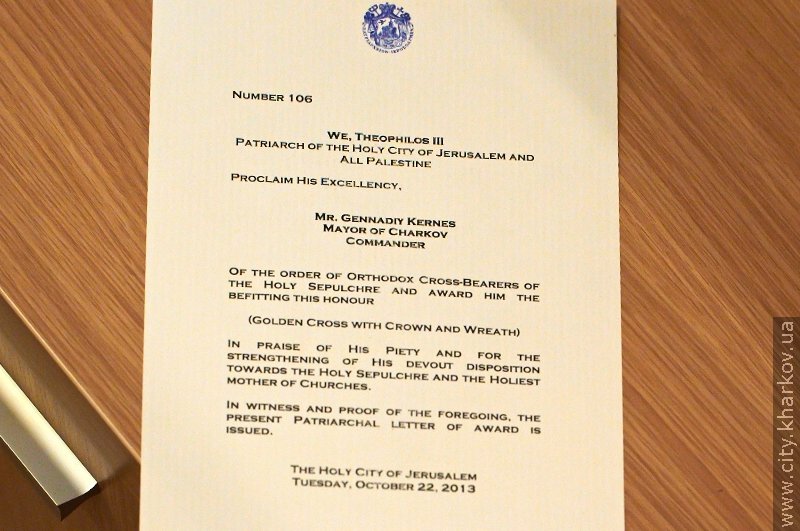 Number 106
We, Theophilos III
Patriarch of the Holy City of Jerusalem and
All Palestine
Proclaim His Excellency,
Mr. Gennadiy Kernes
Mayor of Charkov
Commander
Of the order of Orthodox Cross-Bearers of
the Holy Sepulchre and award him the
befitting this honour
(Golden Cross with Crown and Wreath)
In praise of His Piety and for the
strengthening of His devout disposition
towards the Holy Sepulchre and the Holiest
mother of Churches.
In witness and proof of the foregoing, the
present Patriarchal letter of award is
issued.
The Holy City of Jerusalem
Tuesday, October 22, 2013
www.city.kharkov.ua